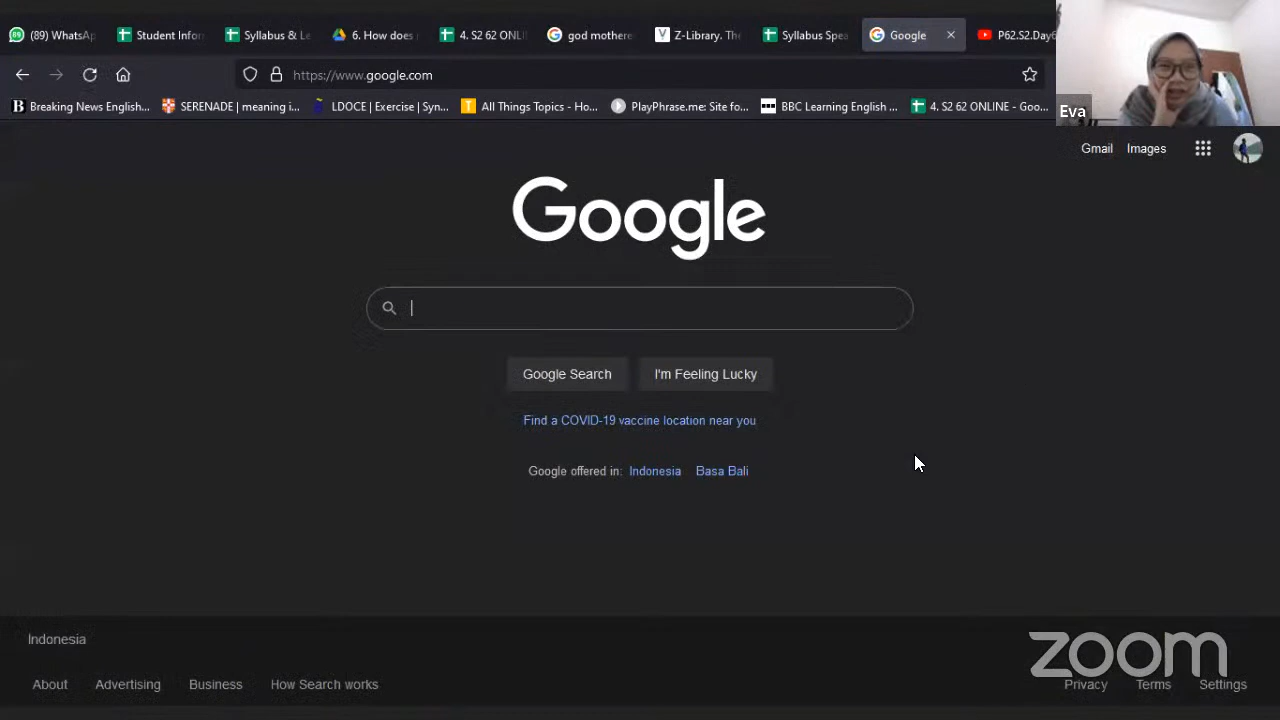 (89) WhatsAp
Student Infor
Syllabus & Le
6. How does
4. S2 62 ONLI
god mothere
Z-Library. The
Syllabus Spea
Google
P62.S2.Day6
https://www.google.com
Breaking News English...
SERENADE | meaning i...
LDOCE | Exercise | Syn...
All Things Topics - Ho...
PlayPhrase.me: Site fo...
BBC Learning English ...
4. S2 62 ONLINE - Goo...
Eva
Gmail Images
Google
Google Search I'm Feeling Lucky
Find a COVID-19 vaccine location near you
Google offered in: Indonesia Basa Bali
Indonesia
zoom
About Advertising Business How Search works
Privacy Terms Settings